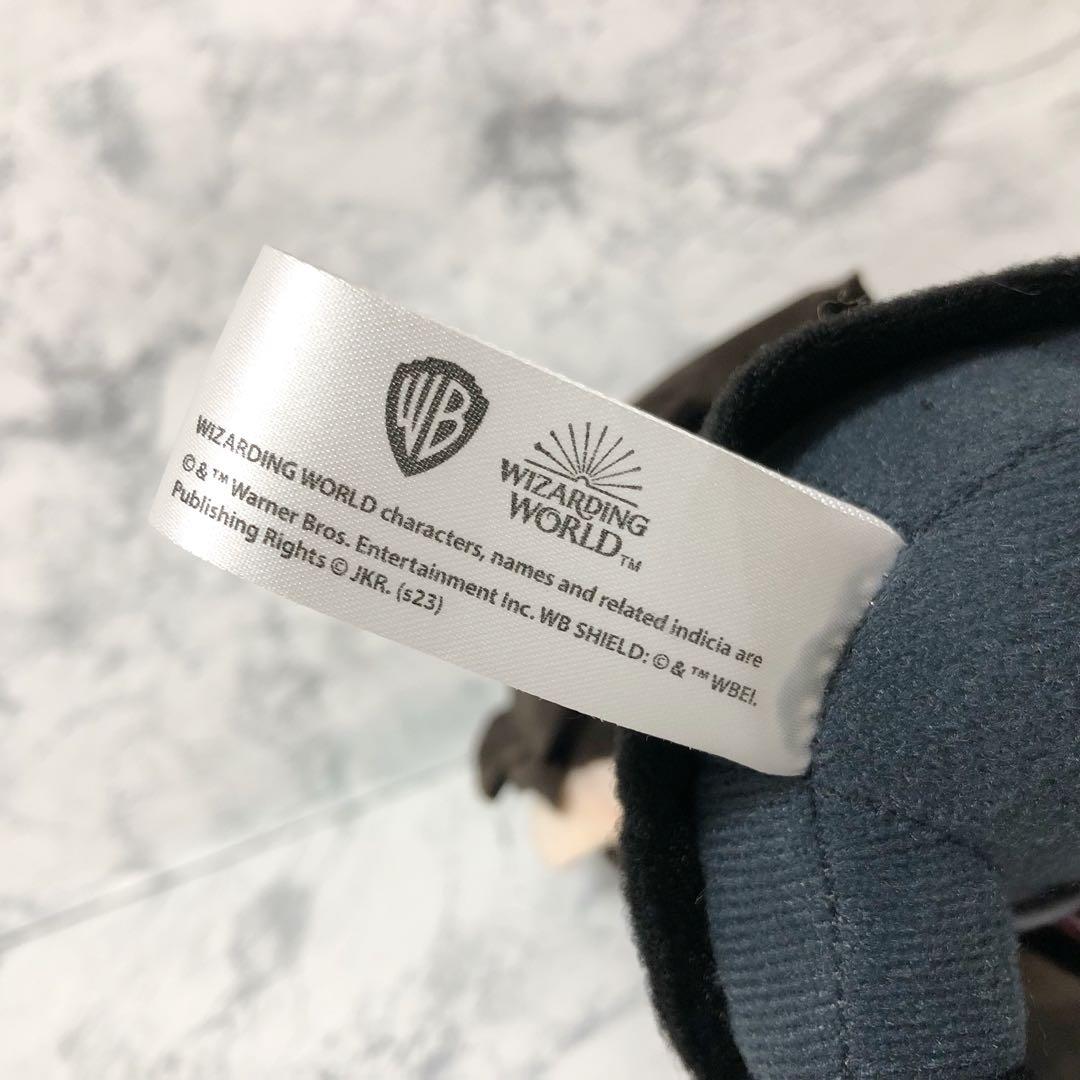 WB
WIZARDING
WORLD™
WIZARDING WORLD characters, names and related indicia are
© & ™ Warner Bros. Entertainment Inc. WB SHIELD: © & ™ WBEI.
Publishing Rights © JKR. (s23)